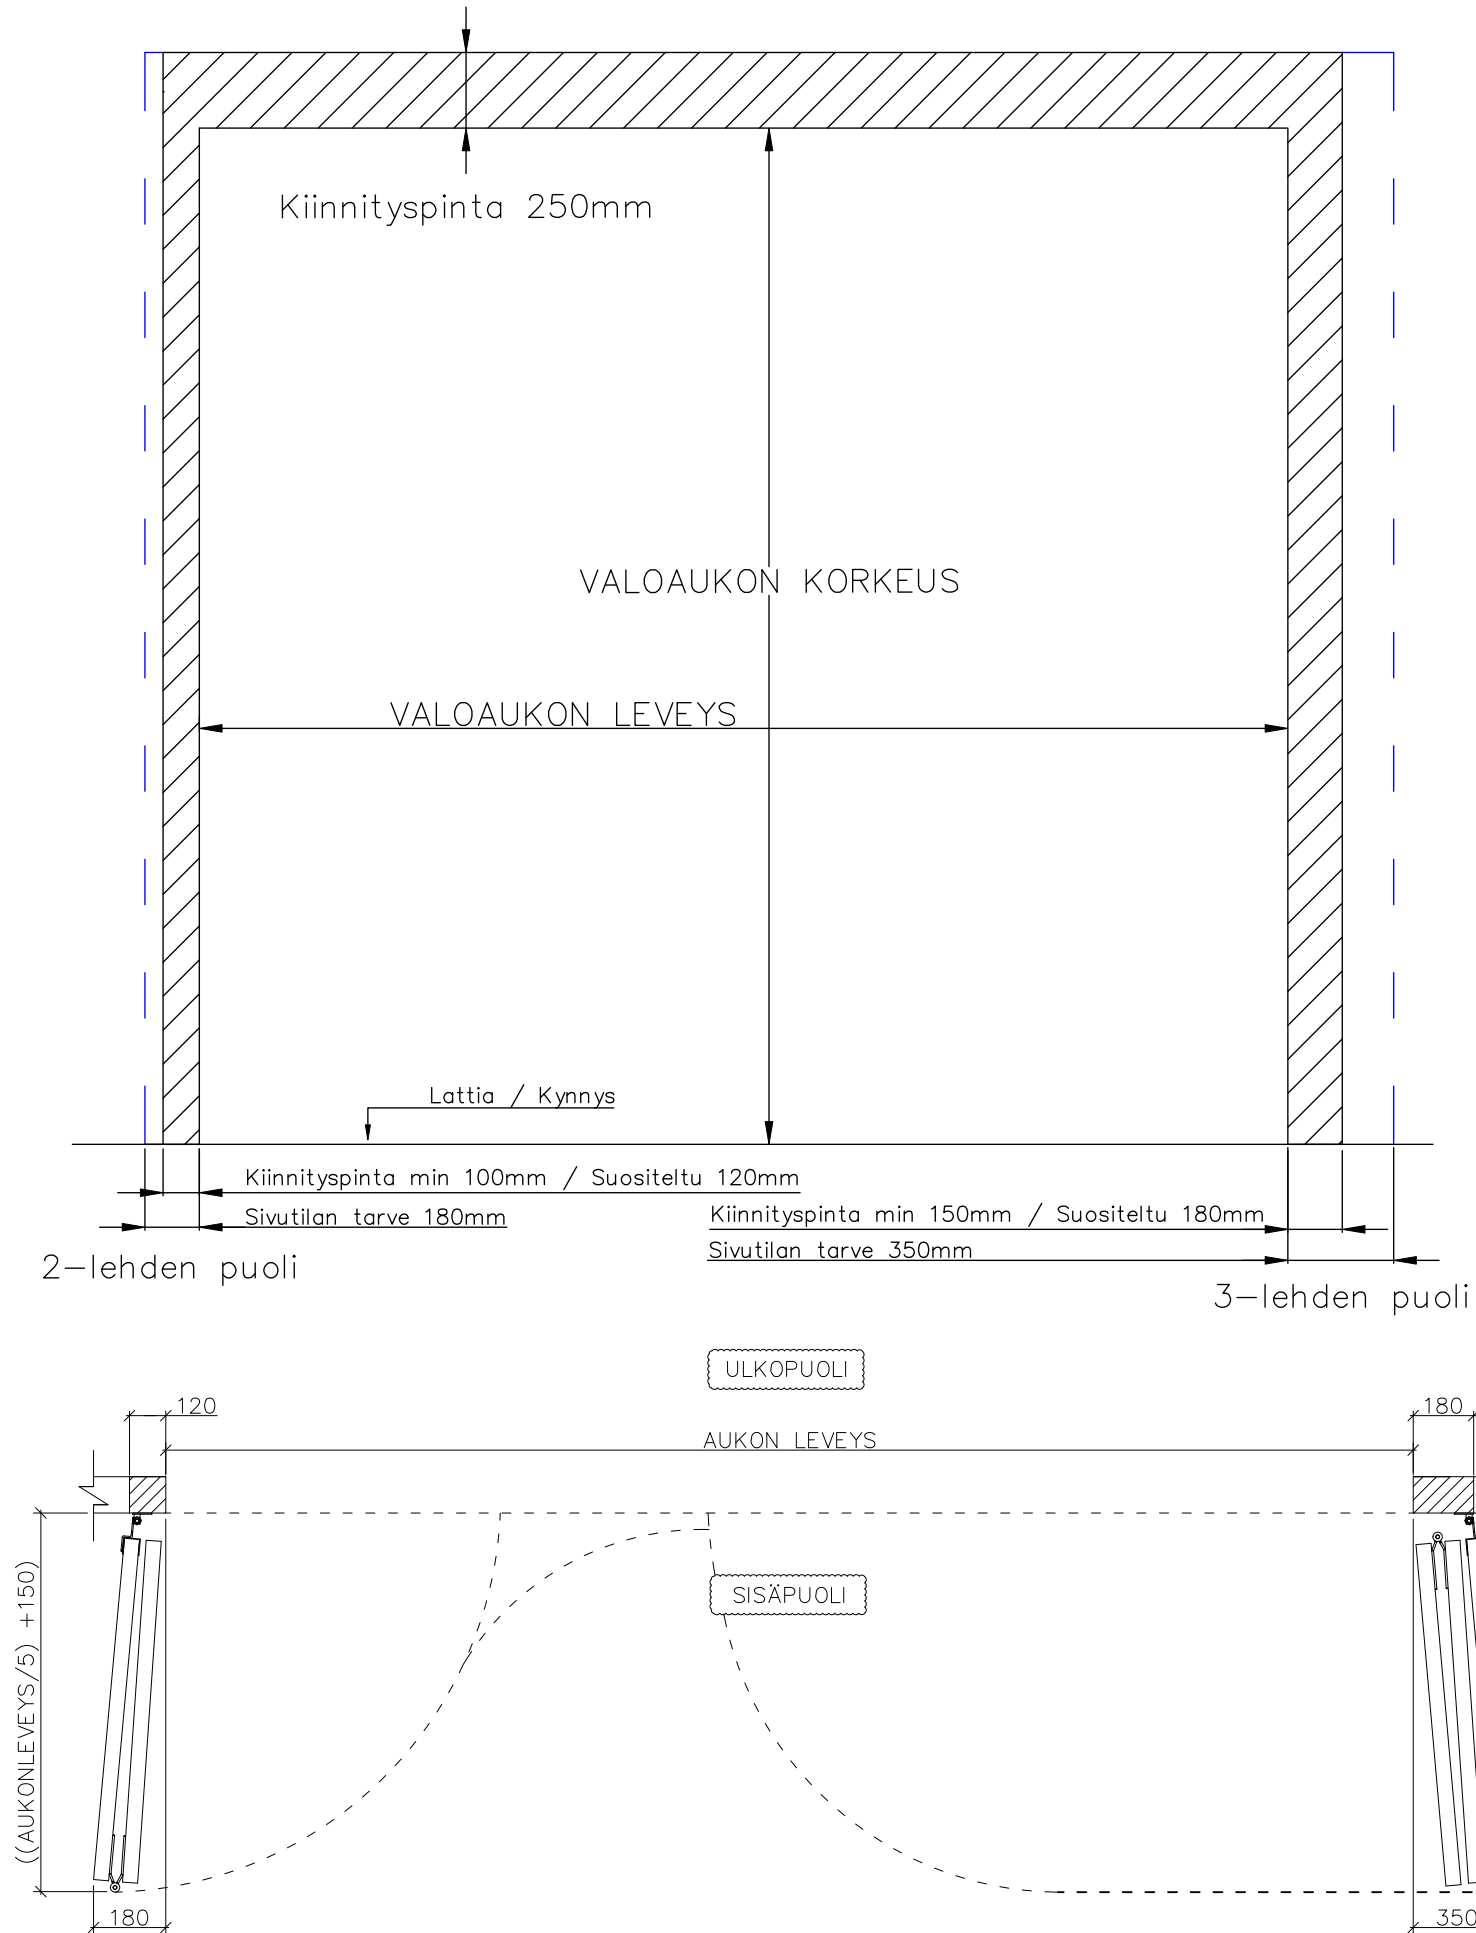 Kiinnityspinta 250mm
VALOAUKON KORKEUS
VALOAUKON LEVEYS
Lattia / Kynnys
Kiinnityspinta min 100mm / Suositeltu 120mm
Sivutilan tarve 180mm
Kiinnityspinta min 150mm / Suositeltu 180mm
Sivutilan tarve 350mm
2-lehden puoli
3-lehden puoli
ULKOPUOLI
120
180
AUKON LEVEYS
SISÄPUOLI
((AUKONLEVEYS/5) +150)
180
350